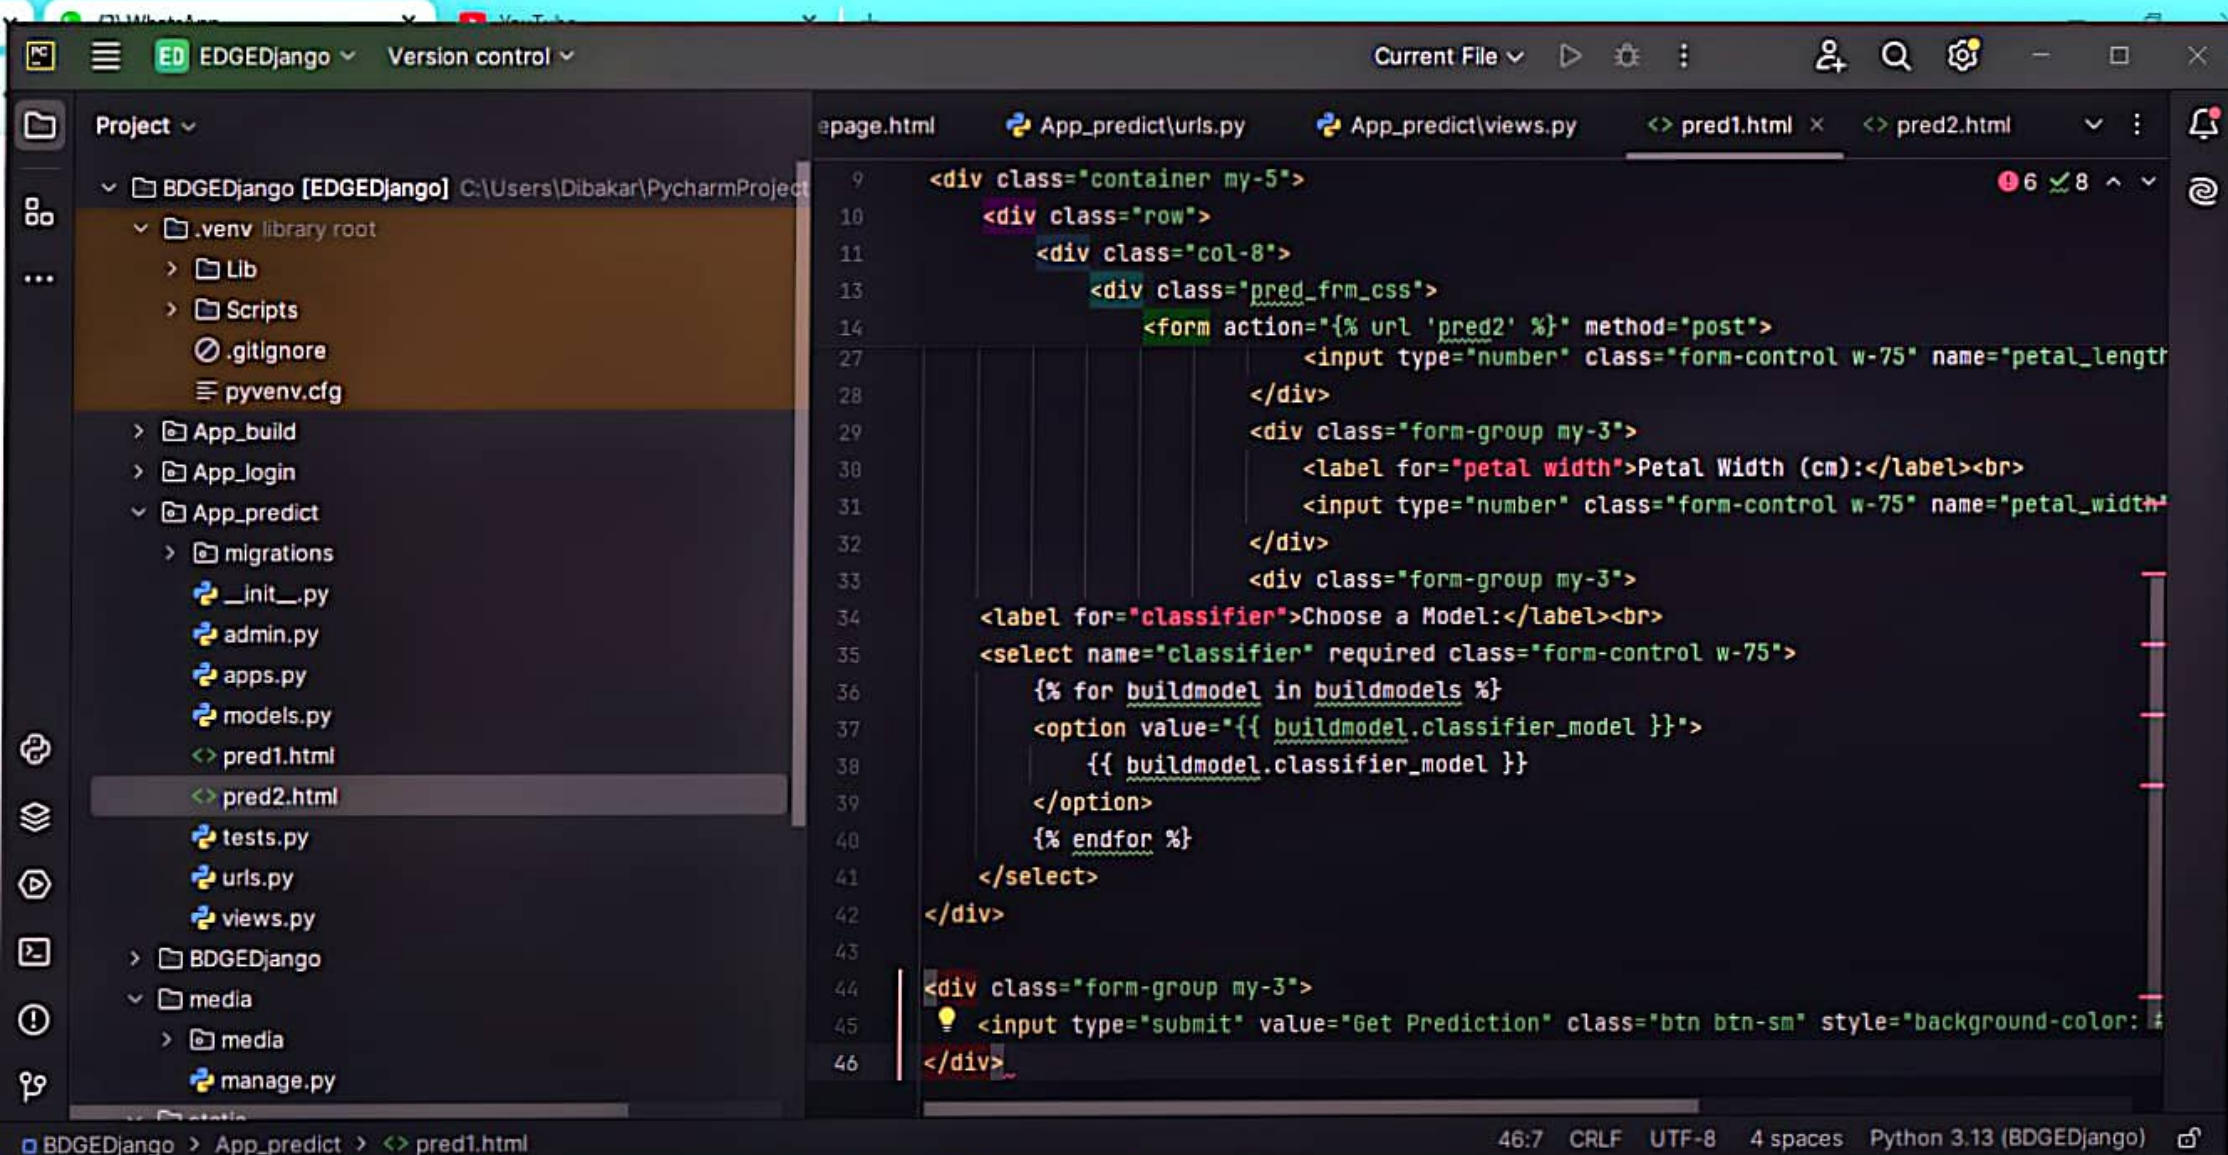 WhatsApp
YouTube
PC
ED EDGEDjango Version control Current File
Project
epage.html App_predict\urls.py App_predict\views.py pred1.html pred2.html
BDGEDjango [EDGEDjango] C:\Users\Dibakar\PycharmProject
.venv library root
Lib
Scripts
.gitignore
pyvenv.cfg
App_build
App_login
App_predict
migrations
__init__.py
admin.py
apps.py
models.py
pred1.html
pred2.html
tests.py
urls.py
views.py
BDGEDjango
media
media
manage.py
static
6 8
9 <div class="container my-5">
10 <div class="row">
11 <div class="col-8">
13 <div class="pred_frm_css">
14 <form action="{% url 'pred2' %}" method="post">
27 <input type="number" class="form-control w-75" name="petal_length
28 </div>
29 <div class="form-group my-3">
30 <label for="petal width">Petal Width (cm):</label><br>
31 <input type="number" class="form-control w-75" name="petal_width"
32 </div>
33 <div class="form-group my-3">
34 <label for="classifier">Choose a Model:</label><br>
35 <select name="classifier" required class="form-control w-75">
36 {% for buildmodel in buildmodels %}
37 <option value="{{ buildmodel.classifier_model }}">
38 {{ buildmodel.classifier_model }}
39 </option>
40 {% endfor %}
41 </select>
42 </div>
43
44 <div class="form-group my-3">
45 <input type="submit" value="Get Prediction" class="btn btn-sm" style="background-color: #
46 </div>
BDGEDjango > App_predict > <> pred1.html
46:7 CRLF UTF-8 4 spaces Python 3.13 (BDGEDjango)